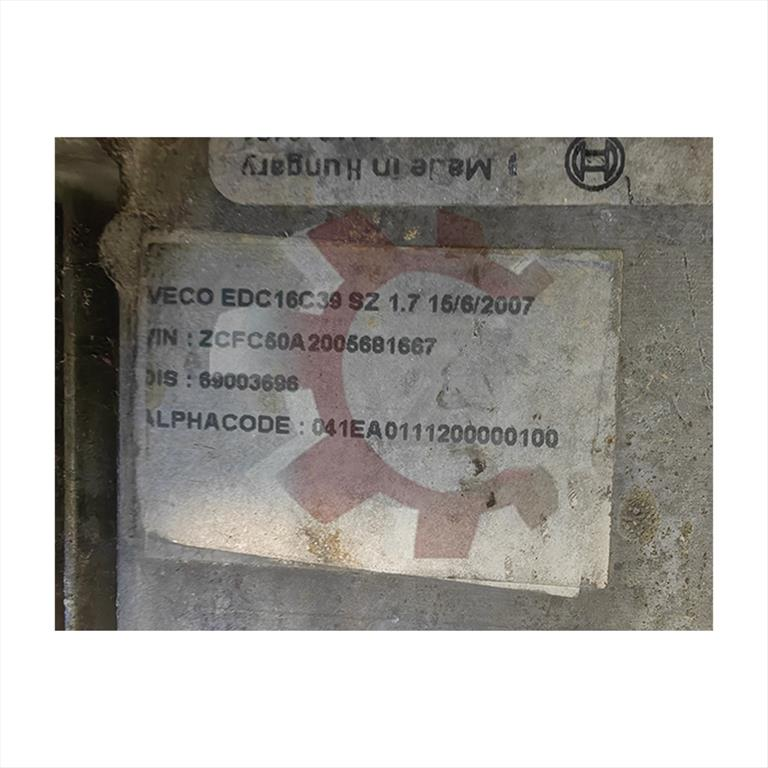 Made in Hungary
VECO EDC16C39 SZ 1.7 15/6/2007
VIN : ZCFC50A2005681667
DIS : 69003696
ALPHACODE : 041EA0111200000100